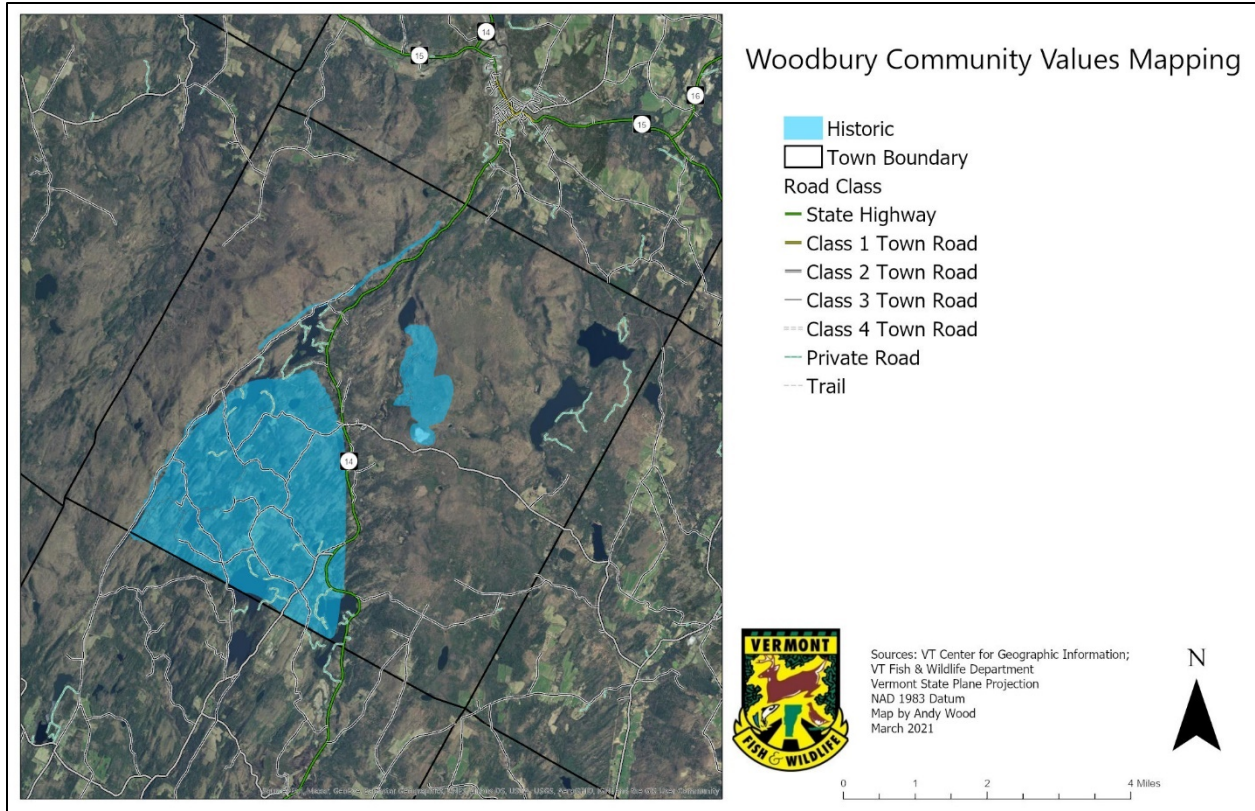 Woodbury Community Values Mapping
Historic
Town Boundary
Road Class
State Highway
Class 1 Town Road
Class 2 Town Road
Class 3 Town Road
Class 4 Town Road
Private Road
Trail
14
15
16
15
14
VERMONT
FISH & WILDLIFE
Sources: VT Center for Geographic Information;
VT Fish & Wildlife Department
Vermont State Plane Projection
NAD 1983 Datum
Map by Andy Wood
March 2021
N
0 1 2 4 Miles